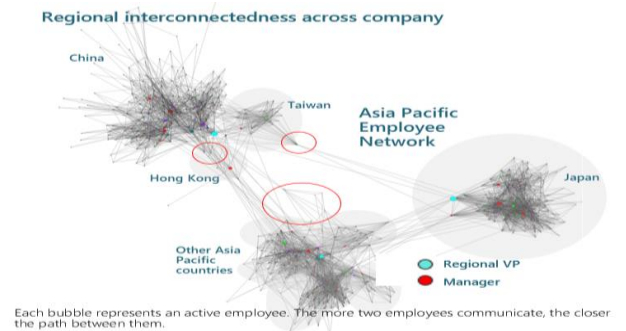 Regional interconnectedness across company
China
Taiwan
Asia Pacific
Employee
Network
Hong Kong
Japan
Other Asia
Pacific
countries
Regional VP
Manager
Each bubble represents an active employee. The more two employees communicate, the closer
the path between them.